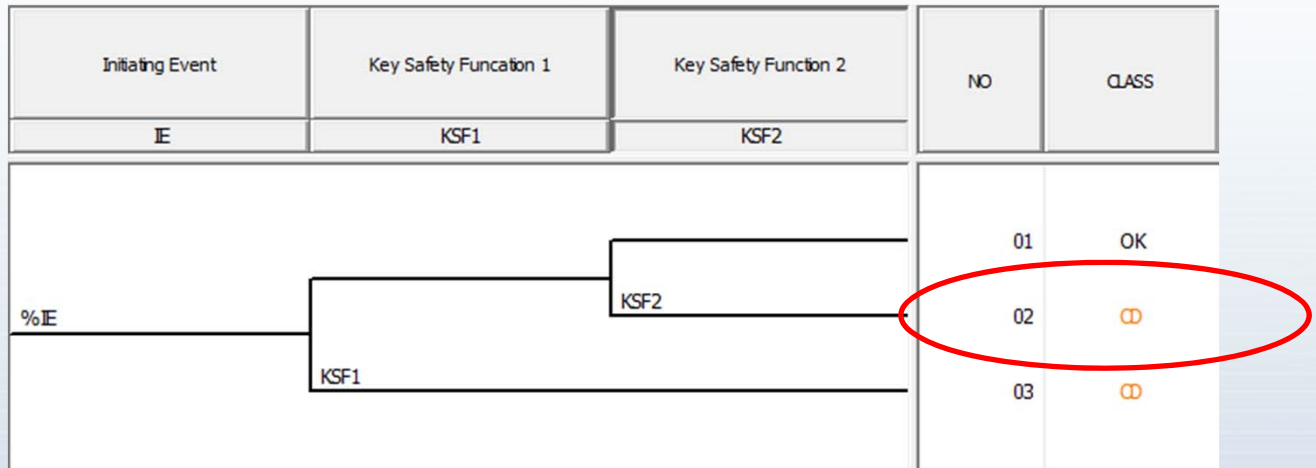 Initiating Event Key Safety Funcation 1 Key Safety Function 2 NO CLASS
IE KSF1 KSF2
01 OK
KSF2
%IE 02 CD
KSF1
03 CD